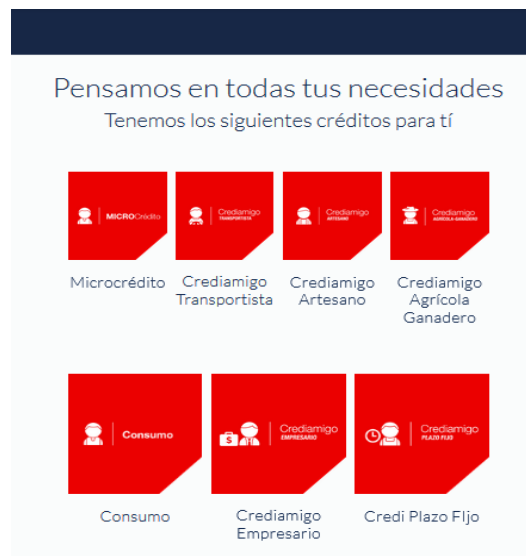 Pensamos en todas tus necesidades
Tenemos los siguientes créditos para tí
MICROCrédito
Crediamigo
TRANSPORTISTA
Crediamigo
ARTESANO
Crediamigo
AGRÍCOLA-GANADERO
Microcrédito
Crediamigo
Transportista
Crediamigo
Artesano
Crediamigo
Agrícola
Ganadero
Consumo
Crediamigo
EMPRESARIO
Crediamigo
PLAZO FIJO
Consumo
Crediamigo
Empresario
Credi Plazo FIjo